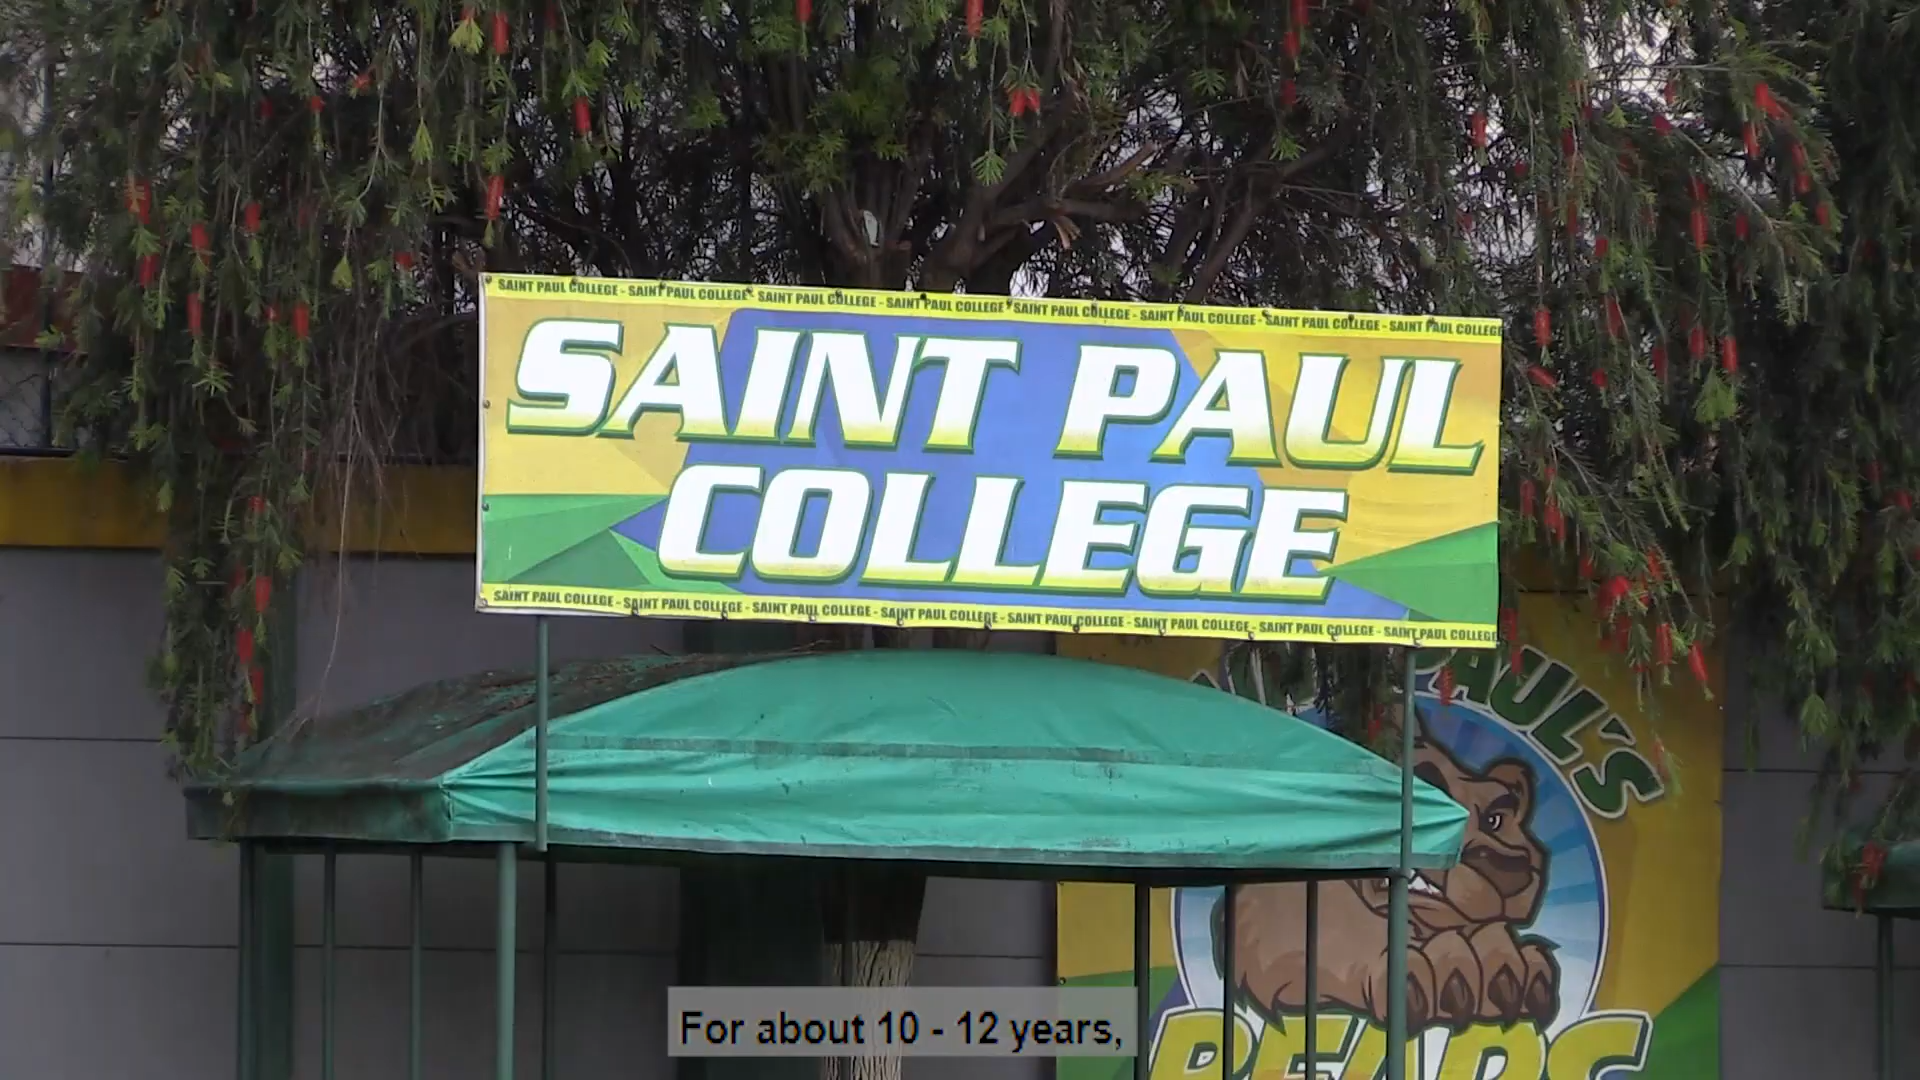 SAINT PAUL COLLEGE - SAINT PAUL COLLEGE - SAINT PAUL COLLEGE - SAINT PAUL COLLEGE - SAINT PAUL COLLEGE - SAINT PAUL COLLEGE - SAINT PAUL COLLEGE - SAINT PAUL COLLEGE
SAINT PAUL
COLLEGE
SAINT PAUL COLLEGE - SAINT PAUL COLLEGE - SAINT PAUL COLLEGE - SAINT PAUL COLLEGE - SAINT PAUL COLLEGE - SAINT PAUL COLLEGE - SAINT PAUL COLLEGE - SAINT PAUL COLLEGE
PAUL'S
BEARS
For about 10 - 12 years,